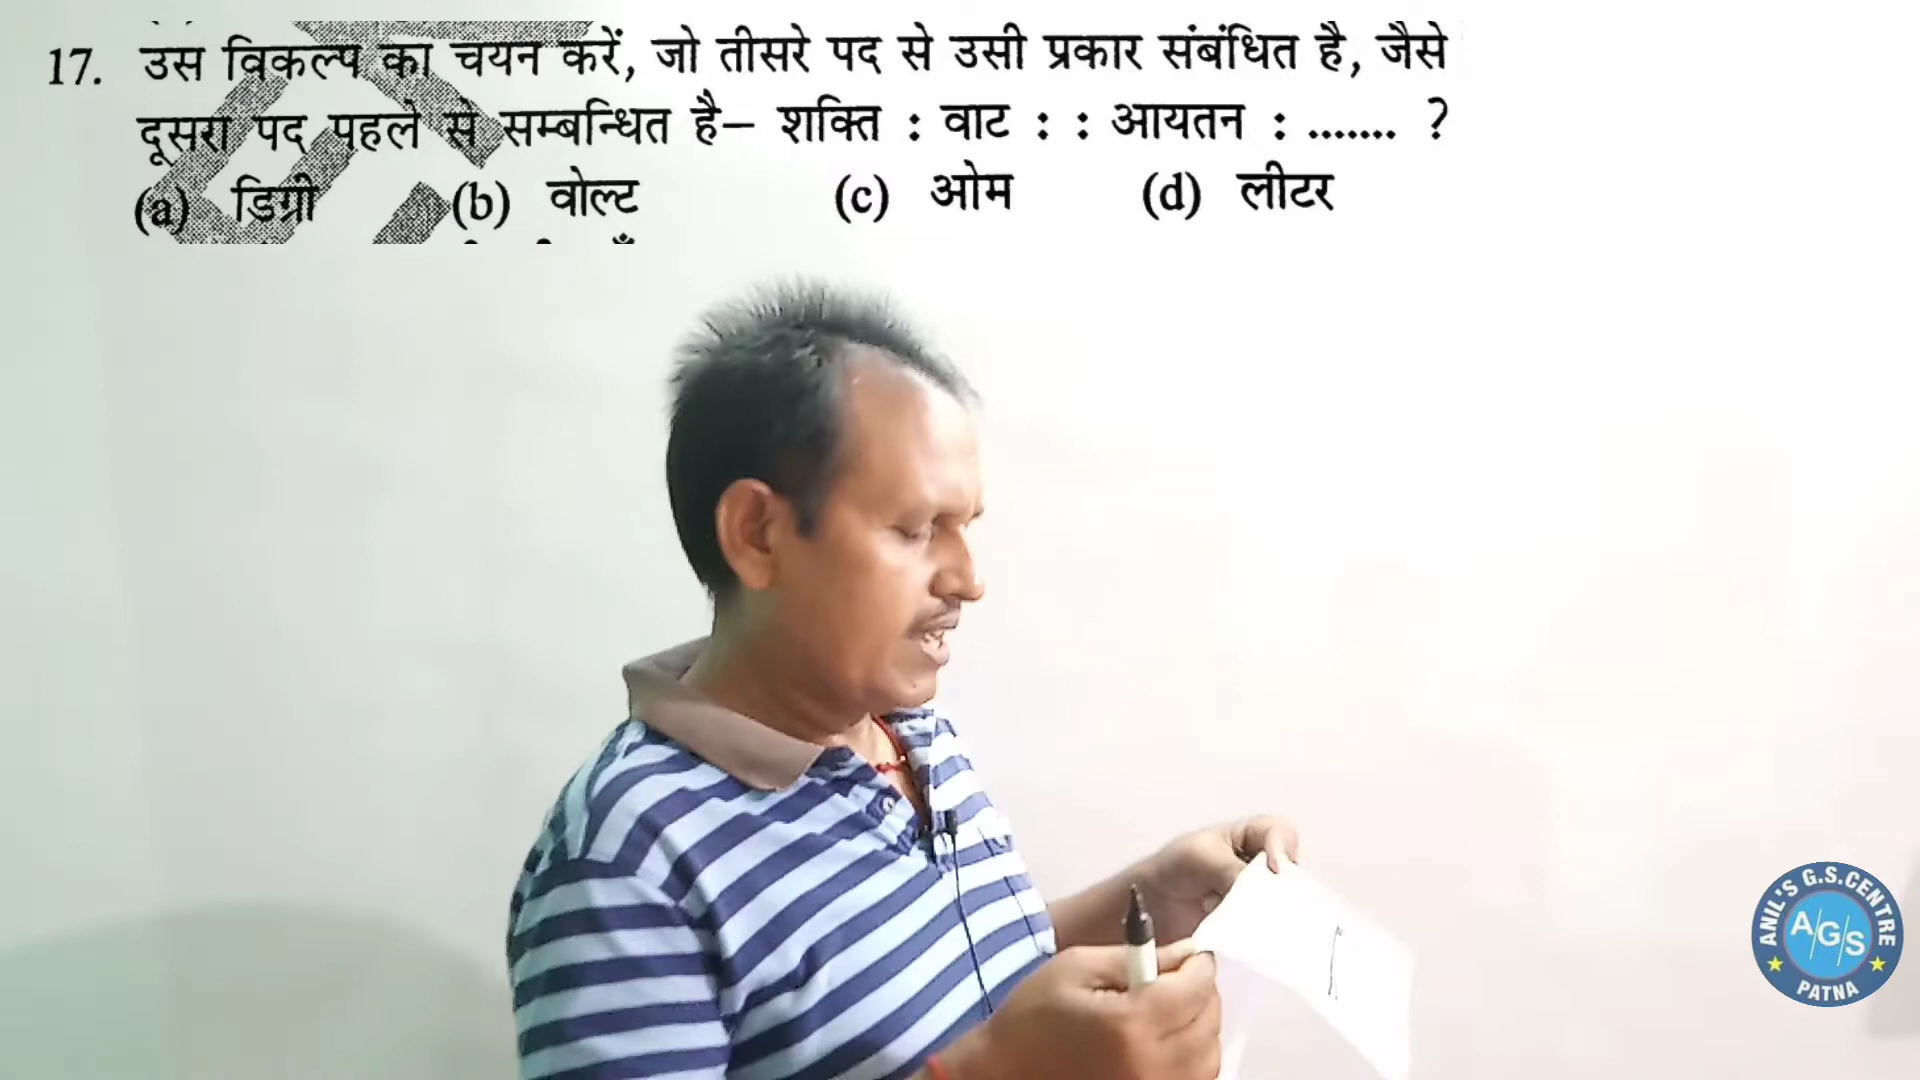 17. उस विकल्प का चयन करें, जो तीसरे पद से उसी प्रकार संबंधित है, जैसे
दूसरा पद पहले से सम्बन्धित है– शक्ति : वाट : : आयतन : ....... ?
(a) डिग्री (b) वोल्ट (c) ओम (d) लीटर
ANIL'S G.S.CENTRE
A/G/S
PATNA